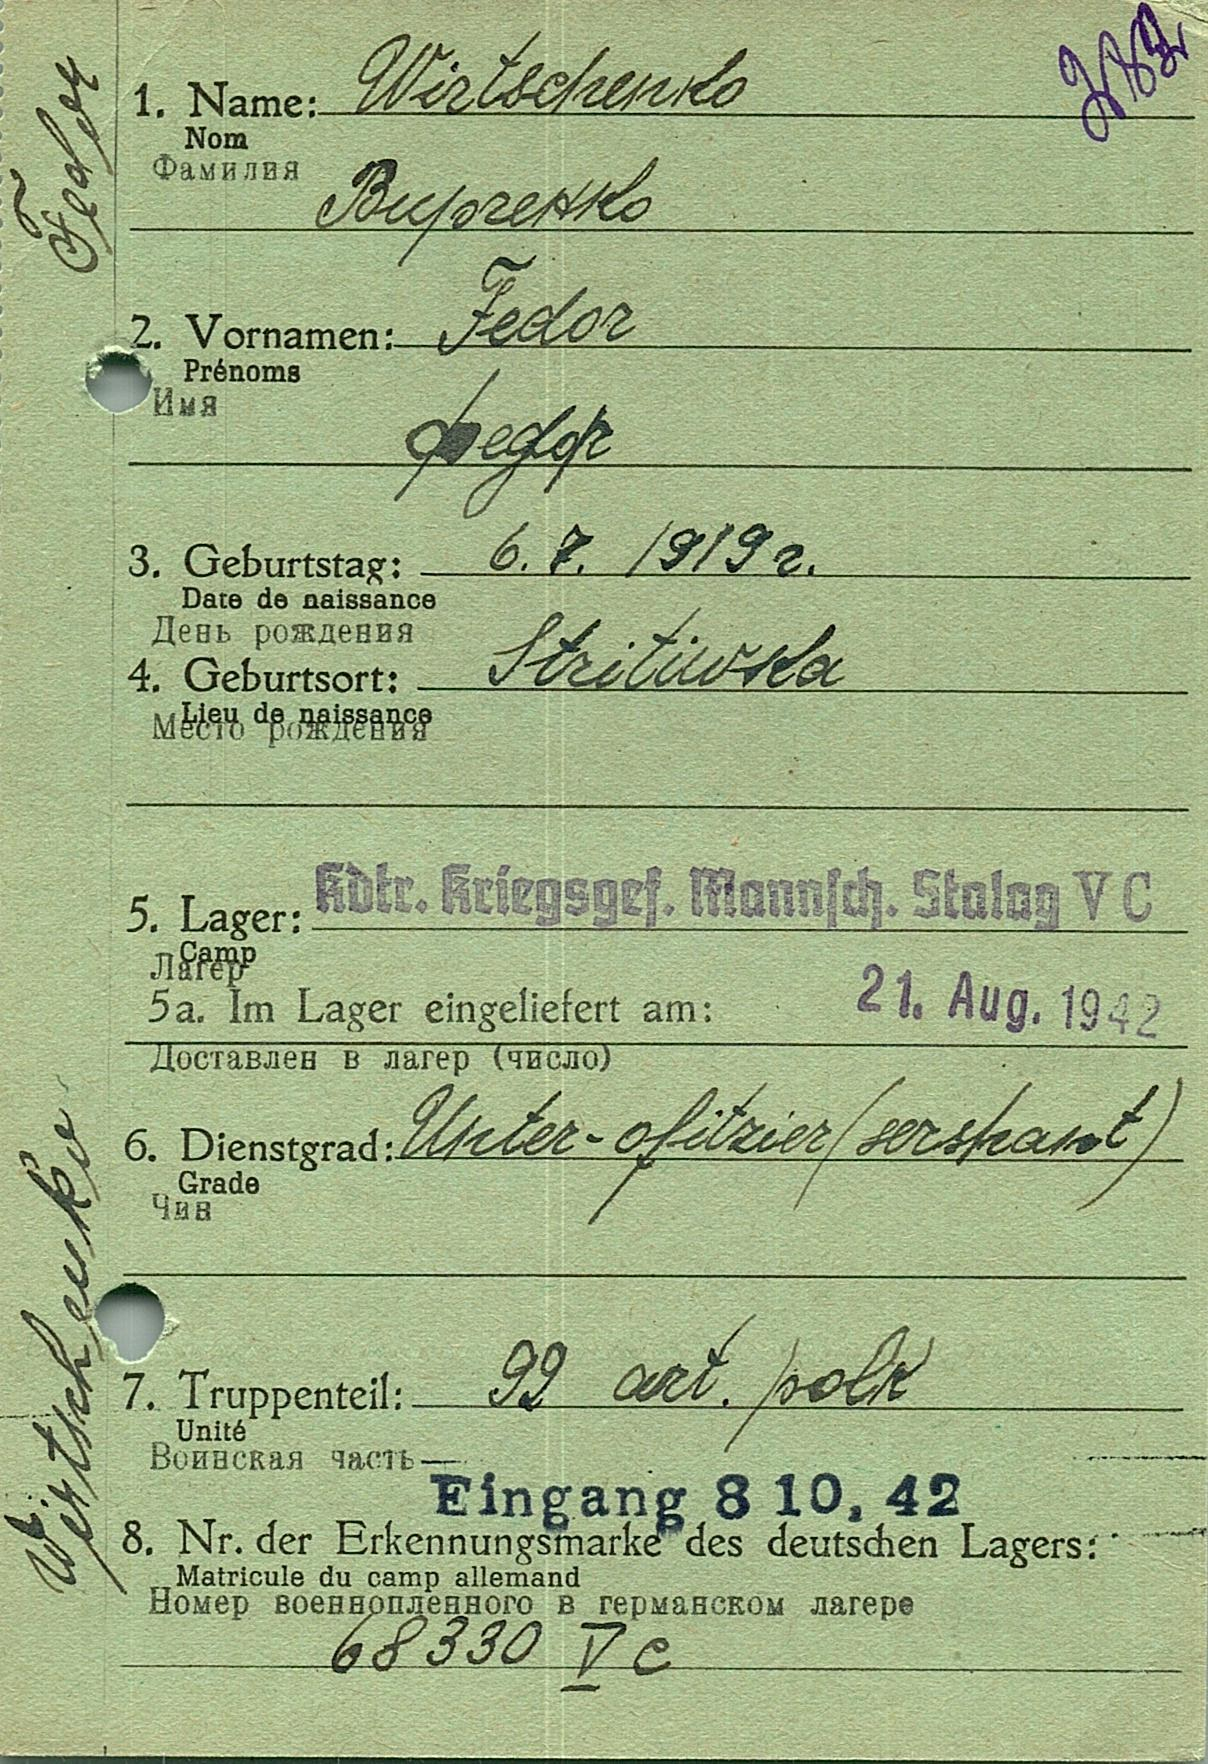 1. Name: Wirtschenko
Nom
Фамилия
Вирченко
2. Vornamen: Fedor
Prénoms
Имя
Федор
3. Geburtstag: 6. 7. 1919 г.
Date de naissance
День рождения
4. Geburtsort: Stritiwska
Lieu de naissance
Место рождения
5. Lager: Kdtr. Kriegsgef. Mannsch. Stalag V C
Camp
Лагер
5a. Im Lager eingeliefert am: 21. Aug. 1942
Доставлен в лагер (число)
6. Dienstgrad: Unter-ofitzier (sershant)
Grade
Чин
7. Truppenteil: 99 art. polk
Unité
Воинская часть
Eingang 8 10, 42
8. Nr. der Erkennungsmarke des deutschen Lagers:
Matricule du camp allemand
Номер военнопленного в германском лагере
68330 V c
Wirtschenko Fedor